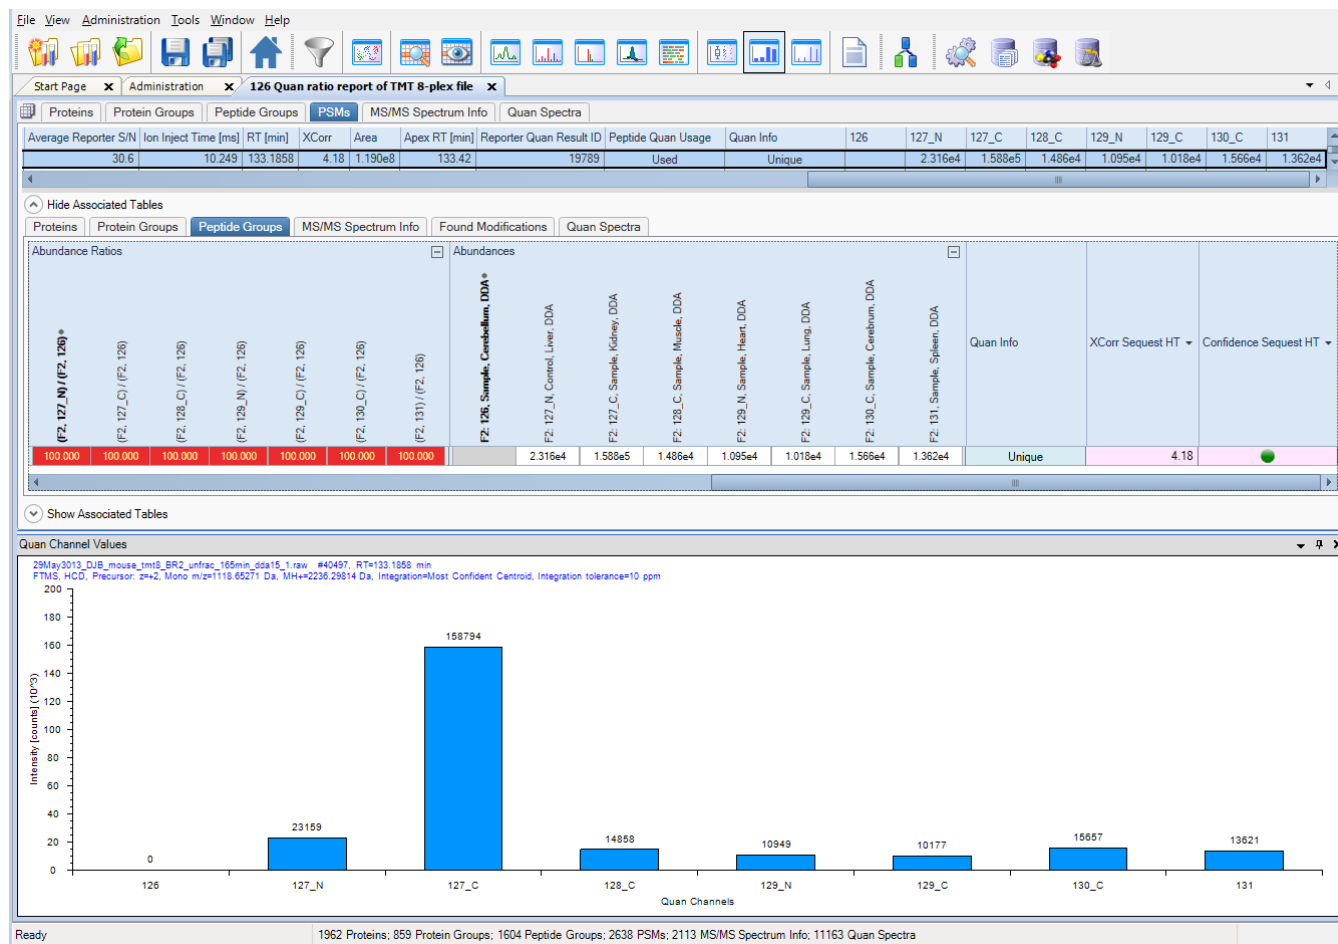 File View Administration Tools Window Help
Start Page x Administration x 126 Quan ratio report of TMT 8-plex file x
Proteins Protein Groups Peptide Groups PSMs MS/MS Spectrum Info Quan Spectra
Average Reporter S/N Ion Inject Time [ms] RT [min] XCorr Area Apex RT [min] Reporter Quan Result ID Peptide Quan Usage Quan Info 126 127_N 127_C 128_C 129_N 129_C 130_C 131
30.6 10.249 133.1858 4.18 1.190e8 133.42 19789 Used Unique 2.316e4 1.588e5 1.486e4 1.095e4 1.018e4 1.566e4 1.362e4
Hide Associated Tables
Proteins Protein Groups Peptide Groups MS/MS Spectrum Info Found Modifications Quan Spectra
Abundance Ratios Abundances
(F2, 127_N) / (F2, 126)
(F2, 127_C) / (F2, 126)
(F2, 128_C) / (F2, 126)
(F2, 129_N) / (F2, 126)
(F2, 129_C) / (F2, 126)
(F2, 130_C) / (F2, 126)
(F2, 131) / (F2, 126)
F2: 126, Sample, Cerebellum, DDA
F2: 127_N, Control, Liver, DDA
F2: 127_C, Sample, Kidney, DDA
F2: 128_C, Sample, Muscle, DDA
F2: 129_N, Sample, Heart, DDA
F2: 129_C, Sample, Lung, DDA
F2: 130_C, Sample, Cerebrum, DDA
F2: 131, Sample, Spleen, DDA
Quan Info XCorr Sequest HT Confidence Sequest HT
100.000 100.000 100.000 100.000 100.000 100.000 100.000 2.316e4 1.588e5 1.486e4 1.095e4 1.018e4 1.566e4 1.362e4 Unique 4.18
Show Associated Tables
Quan Channel Values
29May3013_DJB_mouse_tmt8_BR2_unfrac_165min_dda15_1.raw #40497, RT=133.1858 min
FTMS, HCD, Precursor: z=+2, Mono m/z=1118.65271 Da, MH+=2236.29814 Da, Integration=Most Confident Centroid, Integration tolerance=10 ppm
Intensity [counts] (10^3)
200
180
160
140
120
100
80
60
40
20
0
0 23159 158794 14858 10949 10177 15657 13621
126 127_N 127_C 128_C 129_N 129_C 130_C 131
Quan Channels
Ready 1962 Proteins; 859 Protein Groups; 1604 Peptide Groups; 2638 PSMs; 2113 MS/MS Spectrum Info; 11163 Quan Spectra